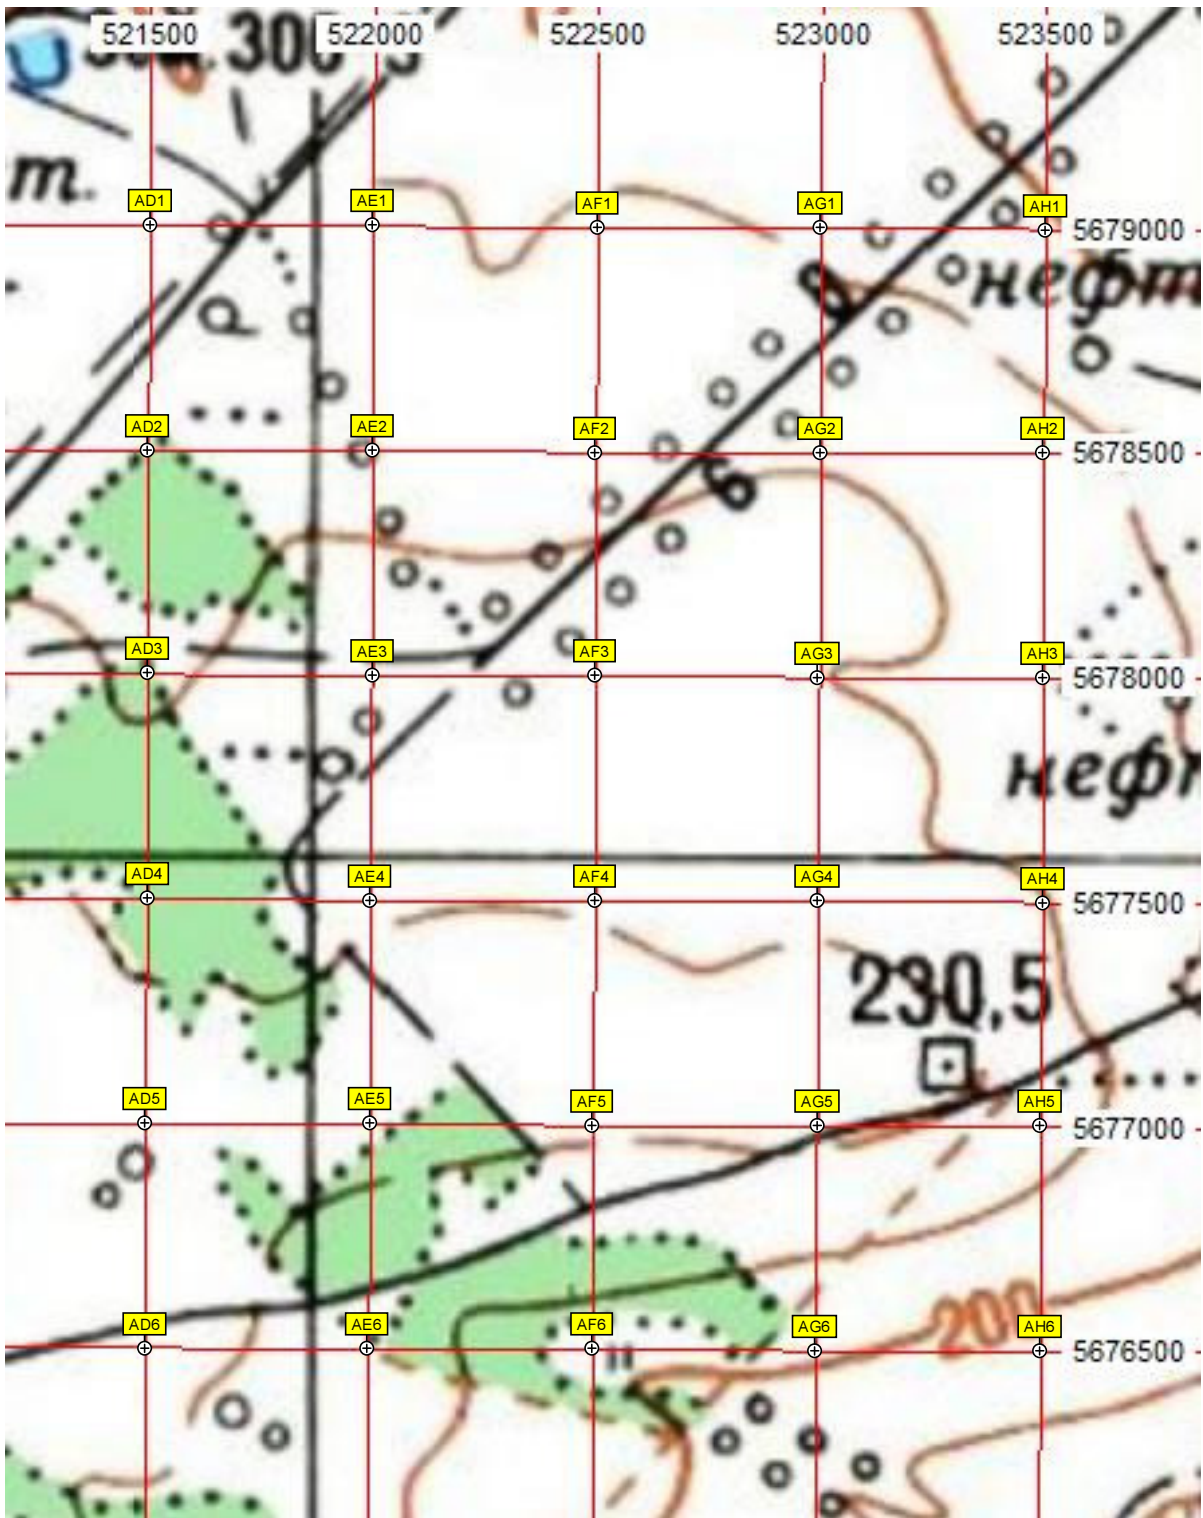 521500 522000 522500 523000 523500
т.
AD1 AE1 AF1 AG1 AH1
5679000
нефт
AD2 AE2 AF2 AG2 AH2
5678500
AD3 AE3 AF3 AG3 AH3
5678000
нефт
AD4 AE4 AF4 AG4 AH4
5677500
230,5
AD5 AE5 AF5 AG5 AH5
5677000
200
AD6 AE6 AF6 AG6 AH6
5676500